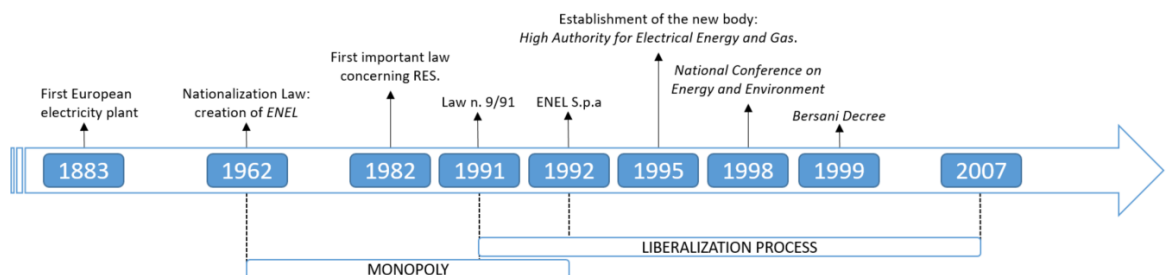 Establishment of the new body:
High Authority for Electrical Energy and Gas.
First important law
concerning RES.
National Conference on
Energy and Environment
First European
electricity plant
Nationalization Law:
creation of ENEL
Law n. 9/91
ENEL S.p.a
Bersani Decree
1883
1962
1982
1991
1992
1995
1998
1999
2007
LIBERALIZATION PROCESS
MONOPOLY